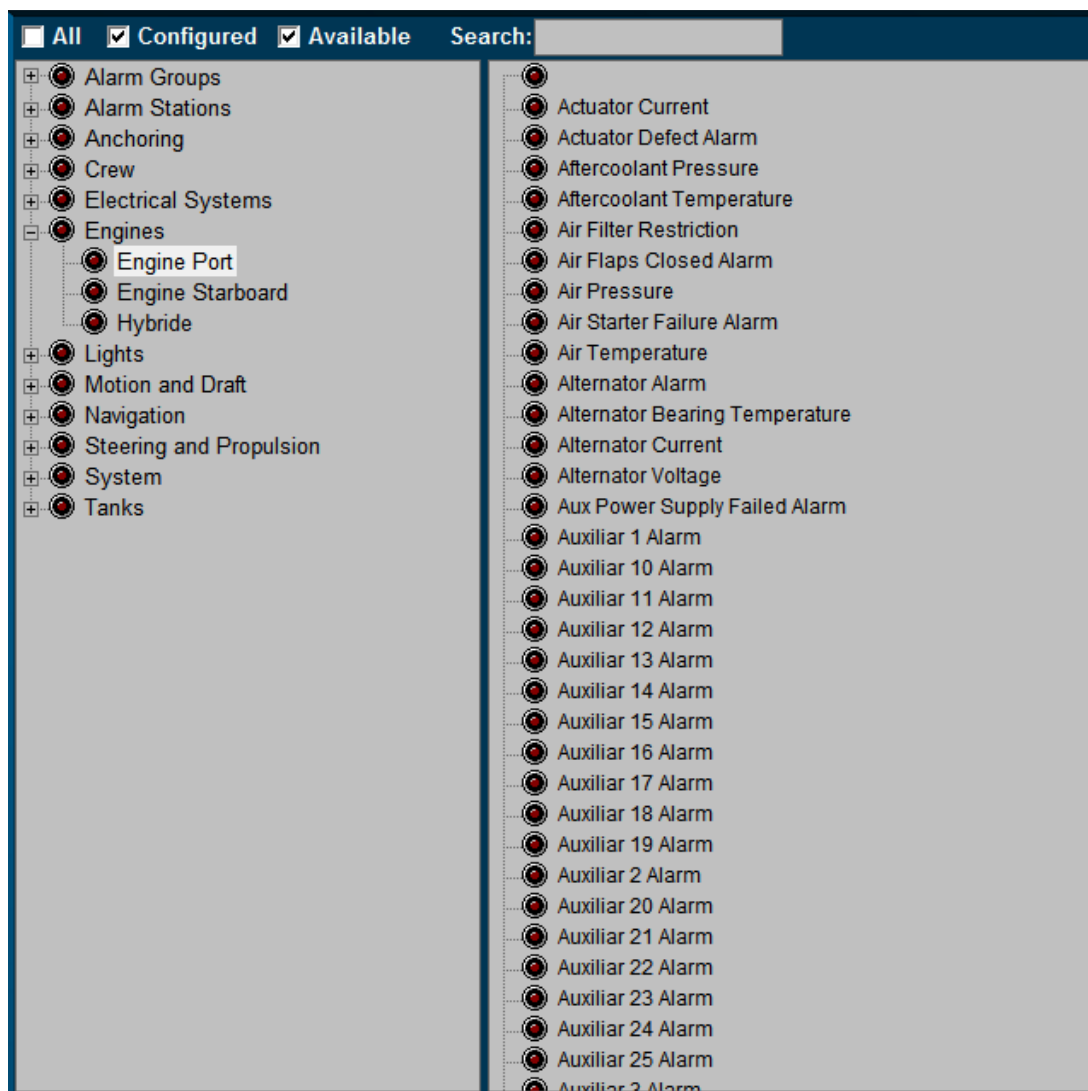 All Configured Available Search:
Alarm Groups
Alarm Stations
Anchoring
Crew
Electrical Systems
Engines
Engine Port
Engine Starboard
Hybride
Lights
Motion and Draft
Navigation
Steering and Propulsion
System
Tanks
Actuator Current
Actuator Defect Alarm
Aftercoolant Pressure
Aftercoolant Temperature
Air Filter Restriction
Air Flaps Closed Alarm
Air Pressure
Air Starter Failure Alarm
Air Temperature
Alternator Alarm
Alternator Bearing Temperature
Alternator Current
Alternator Voltage
Aux Power Supply Failed Alarm
Auxiliar 1 Alarm
Auxiliar 10 Alarm
Auxiliar 11 Alarm
Auxiliar 12 Alarm
Auxiliar 13 Alarm
Auxiliar 14 Alarm
Auxiliar 15 Alarm
Auxiliar 16 Alarm
Auxiliar 17 Alarm
Auxiliar 18 Alarm
Auxiliar 19 Alarm
Auxiliar 2 Alarm
Auxiliar 20 Alarm
Auxiliar 21 Alarm
Auxiliar 22 Alarm
Auxiliar 23 Alarm
Auxiliar 24 Alarm
Auxiliar 25 Alarm
Auxiliar 3 Alarm